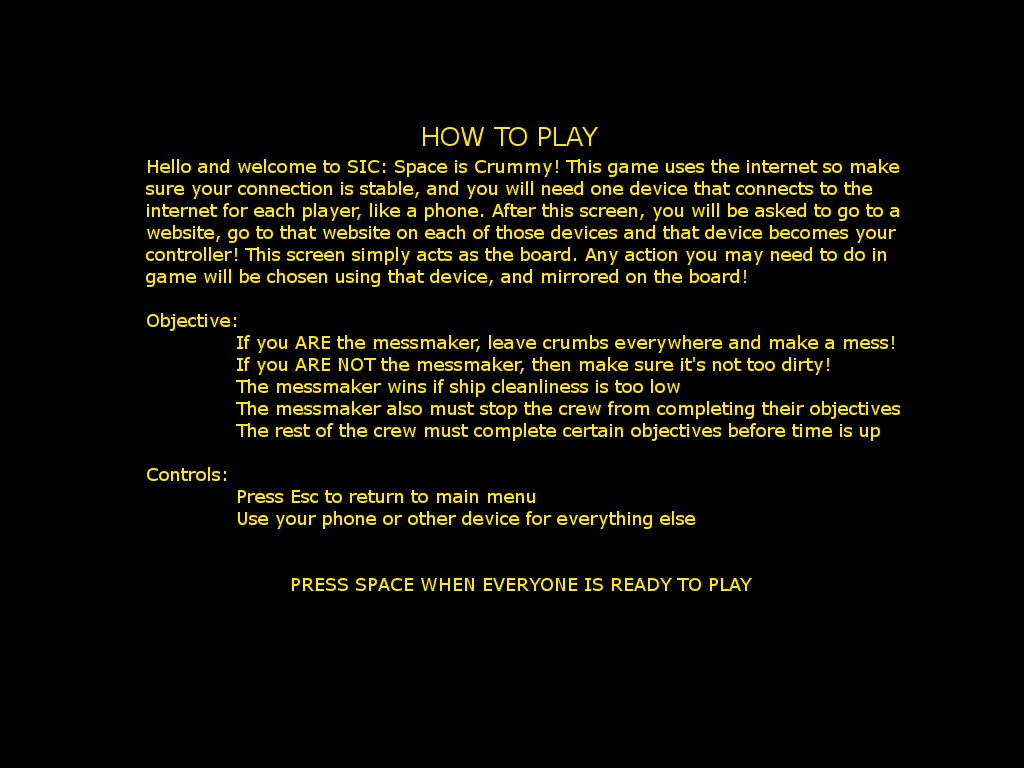 HOW TO PLAY
Hello and welcome to SIC: Space is Crummy! This game uses the internet so make
sure your connection is stable, and you will need one device that connects to the
internet for each player, like a phone. After this screen, you will be asked to go to a
website, go to that website on each of those devices and that device becomes your
controller! This screen simply acts as the board. Any action you may need to do in
game will be chosen using that device, and mirrored on the board!
Objective:
If you ARE the messmaker, leave crumbs everywhere and make a mess!
If you ARE NOT the messmaker, then make sure it's not too dirty!
The messmaker wins if ship cleanliness is too low
The messmaker also must stop the crew from completing their objectives
The rest of the crew must complete certain objectives before time is up
Controls:
Press Esc to return to main menu
Use your phone or other device for everything else
PRESS SPACE WHEN EVERYONE IS READY TO PLAY